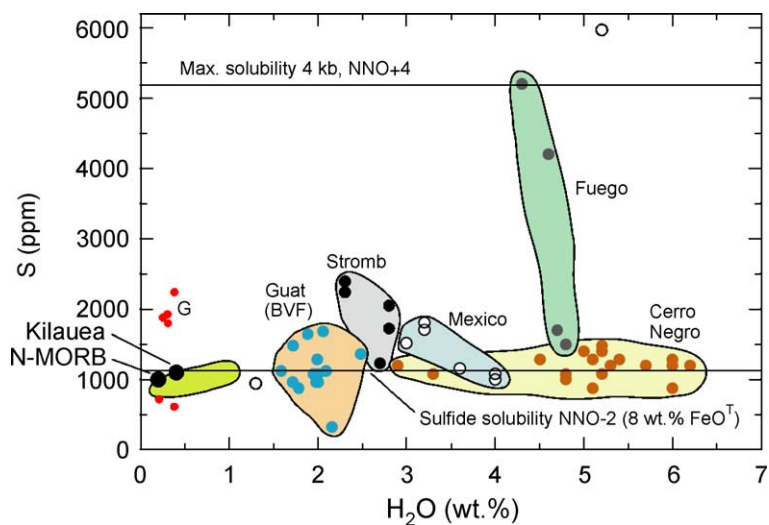 6000
5000
4000
3000
2000
1000
0
S (ppm)
Max. solubility 4 kb, NNO+4
Fuego
Stromb
G
Guat
(BVF)
Mexico
Cerro
Negro
Kilauea
N-MORB
Sulfide solubility NNO-2 (8 wt.% FeOᵀ)
0 1 2 3 4 5 6 7
H₂O (wt.%)